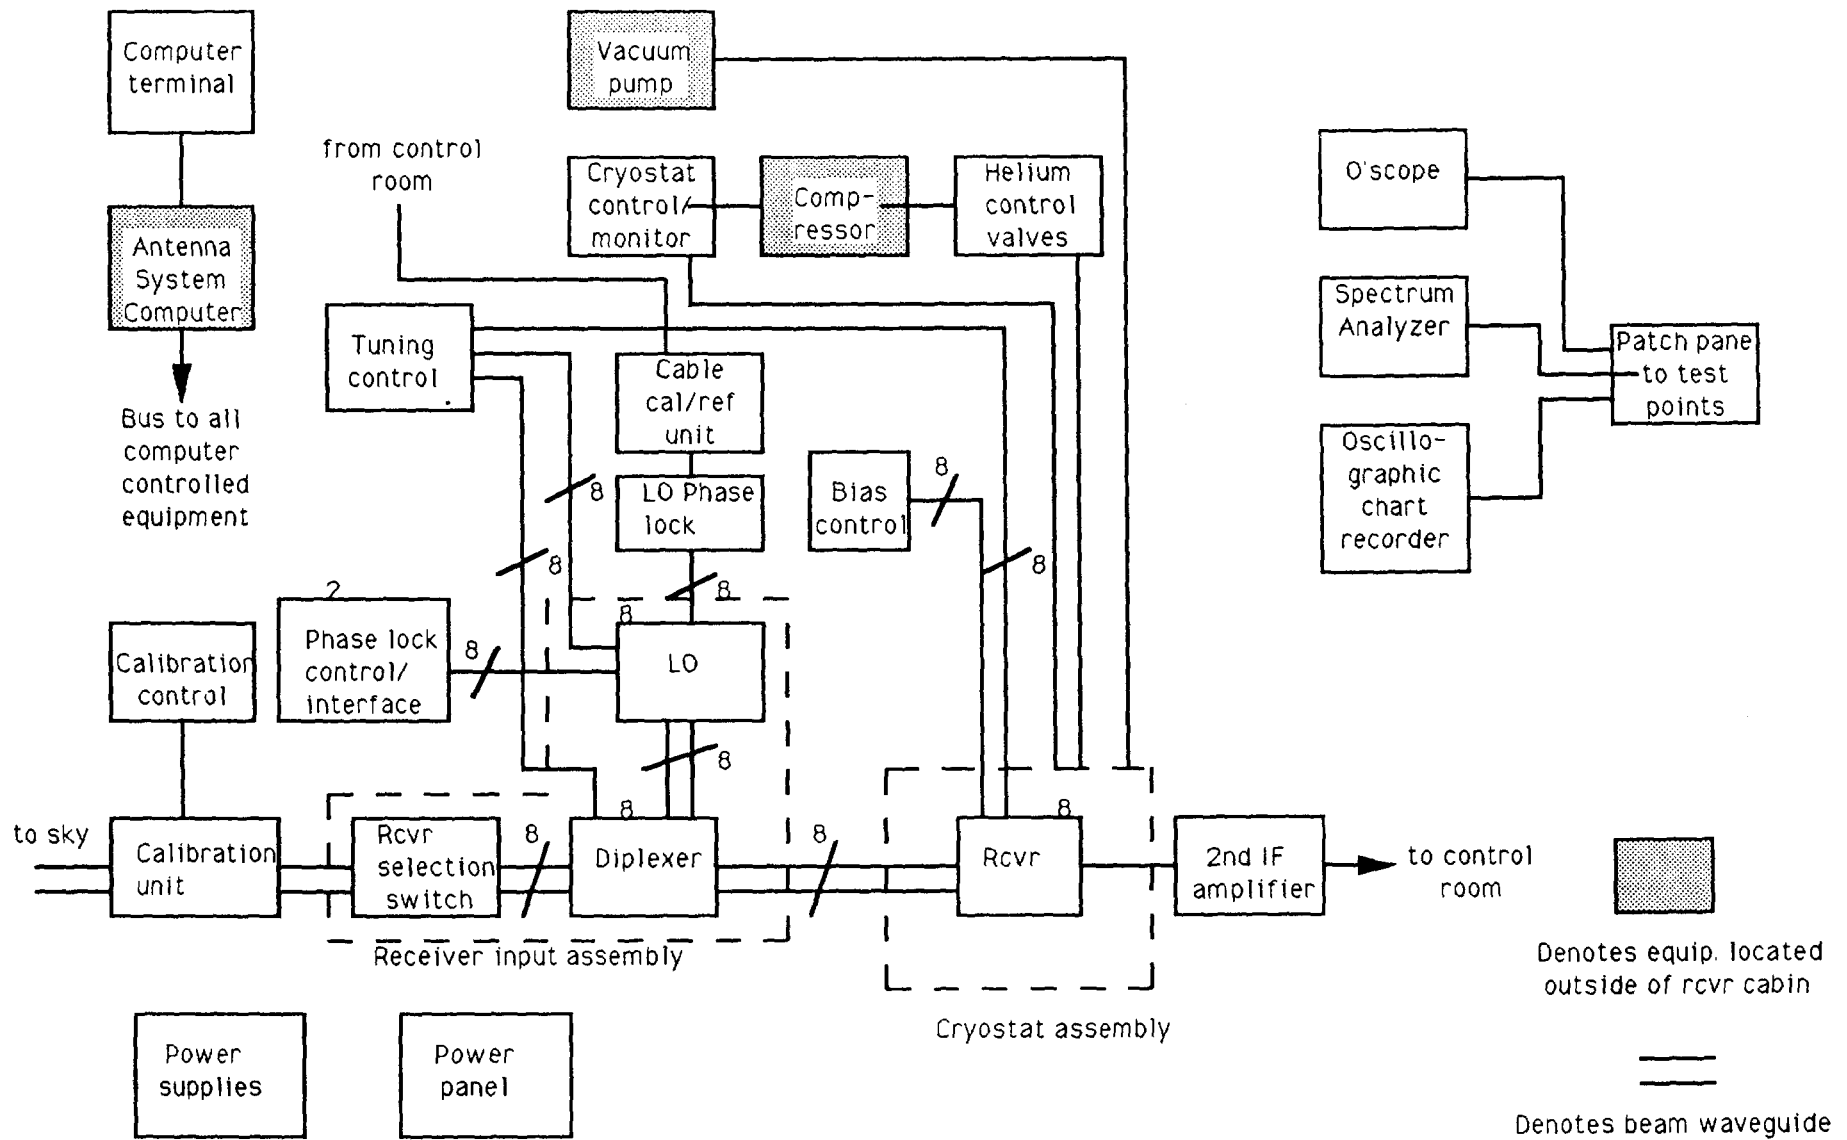 Computer
terminal
Vacuum
pump
from control
room
Cryostat
control/
monitor
Comp-
ressor
Helium
control
valves
O'scope
Antenna
System
Computer
Spectrum
Analyzer
Tuning
control
Cable
cal/ref
unit
Patch pane
to test
points
Bus to all
computer
controlled
equipment
Oscillo-
graphic
chart
recorder
8
LO Phase
lock
Bias
control
8
8
8
8
2
8
Phase lock
control/
interface
8
LO
Calibration
control
8
to sky
Calibration
unit
Rcvr
selection
switch
8
8
Diplexer
8
8
Rcvr
2nd IF
amplifier
to control
room
Receiver input assembly
Denotes equip. located
outside of rcvr cabin
Cryostat assembly
Power
supplies
Power
panel
Denotes beam waveguide